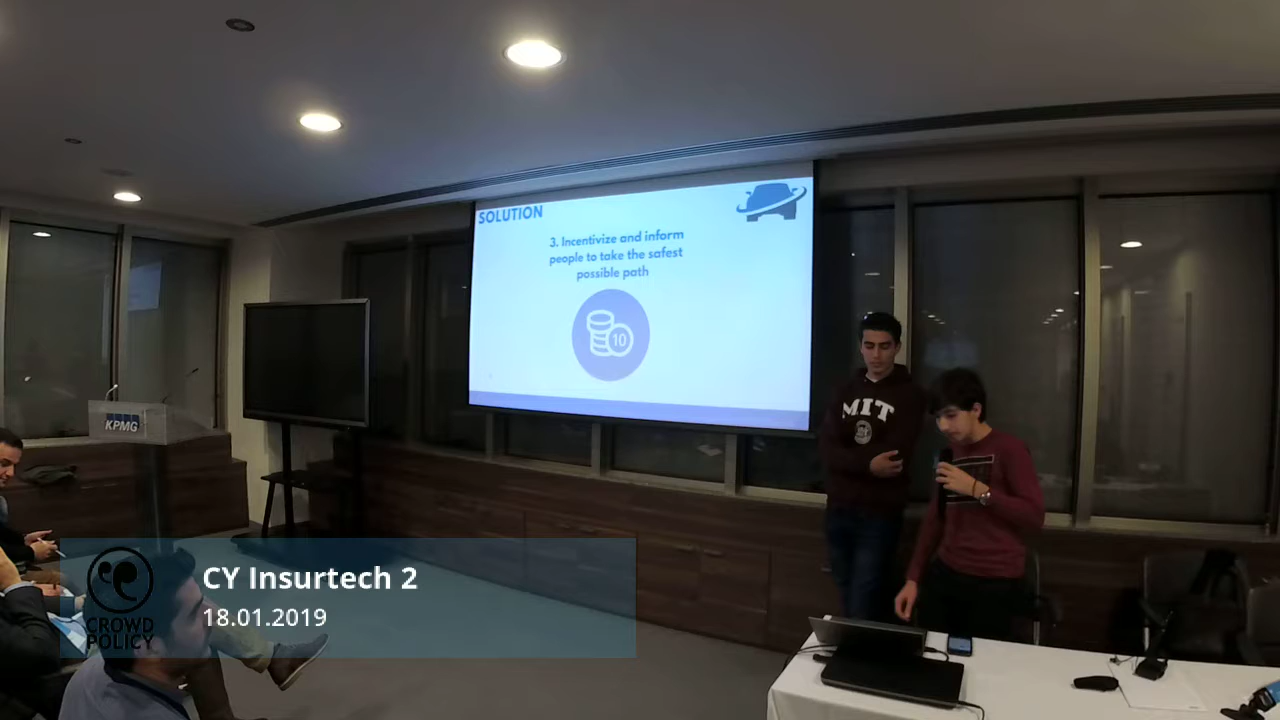 SOLUTION
3. Incentivize and inform
people to take the safest
possible path
10
KPMG
MIT
CY Insurtech 2
18.01.2019
CROWD
POLICY